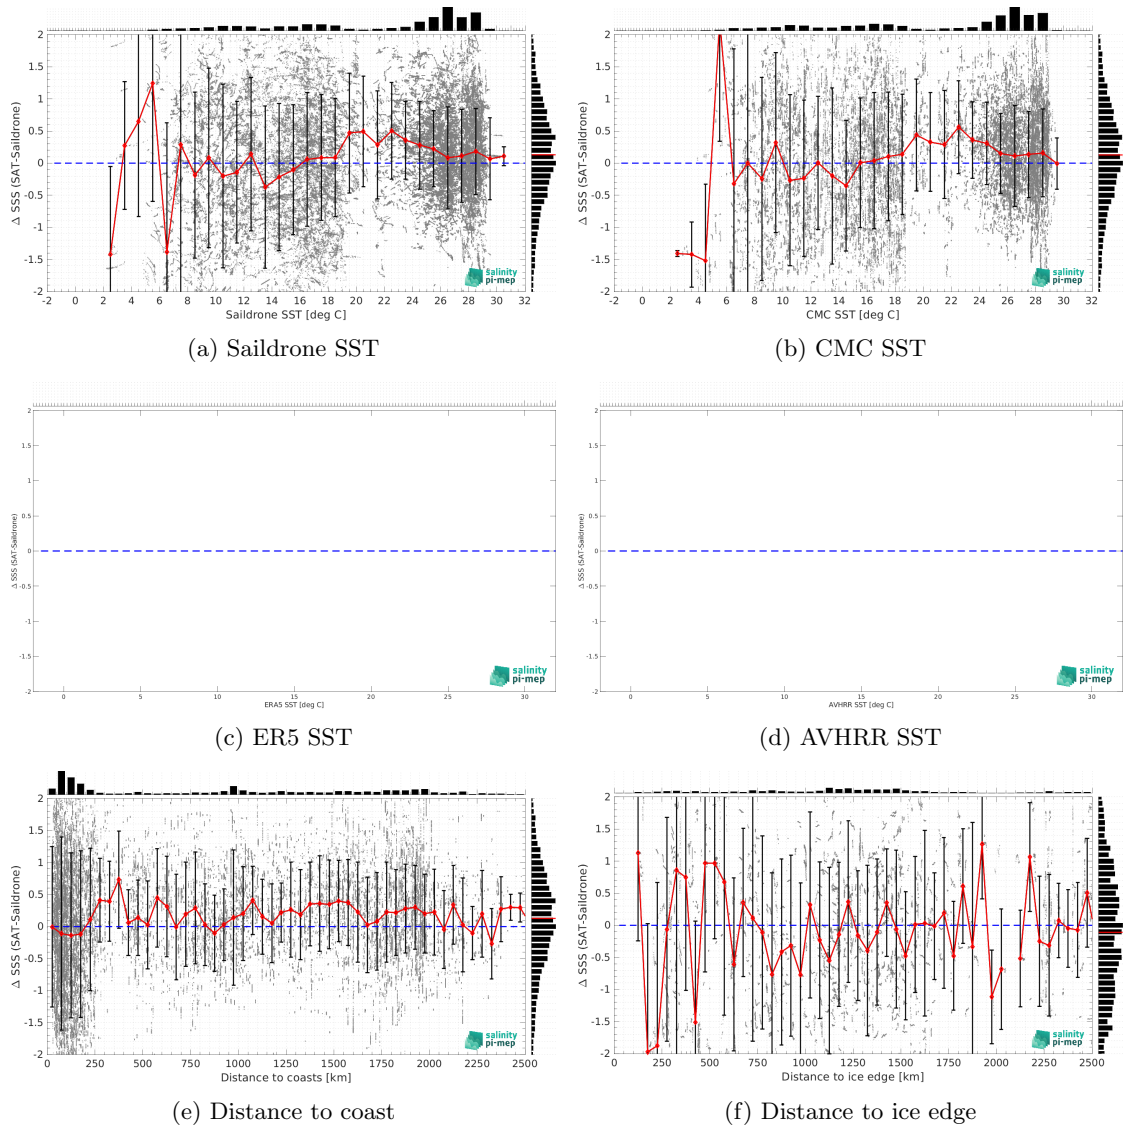 2
1.5
1
0.5
0
-0.5
-1
-1.5
-2
Δ SSS (SAT-Saildrone)
-2 0 2 4 6 8 10 12 14 16 18 20 22 24 26 28 30 32
Saildrone SST [deg C]
salinity
pi-mep
(a) Saildrone SST
2
1.5
1
0.5
0
-0.5
-1
-1.5
-2
Δ SSS (SAT-Saildrone)
-2 0 2 4 6 8 10 12 14 16 18 20 22 24 26 28 30 32
CMC SST [deg C]
salinity
pi-mep
(b) CMC SST
2
1.5
1
0.5
0
-0.5
-1
-1.5
-2
Δ SSS (SAT-Saildrone)
0 5 10 15 20 25 30
ERA5 SST [deg C]
salinity
pi-mep
(c) ER5 SST
2
1.5
1
0.5
0
-0.5
-1
-1.5
-2
Δ SSS (SAT-Saildrone)
0 5 10 15 20 25 30
AVHRR SST [deg C]
salinity
pi-mep
(d) AVHRR SST
2
1.5
1
0.5
0
-0.5
-1
-1.5
-2
Δ SSS (SAT-Saildrone)
0 250 500 750 1000 1250 1500 1750 2000 2250 2500
Distance to coasts [km]
salinity
pi-mep
(e) Distance to coast
2
1.5
1
0.5
0
-0.5
-1
-1.5
-2
Δ SSS (SAT-Saildrone)
0 250 500 750 1000 1250 1500 1750 2000 2250 2500
Distance to ice edge [km]
salinity
pi-mep
(f) Distance to ice edge